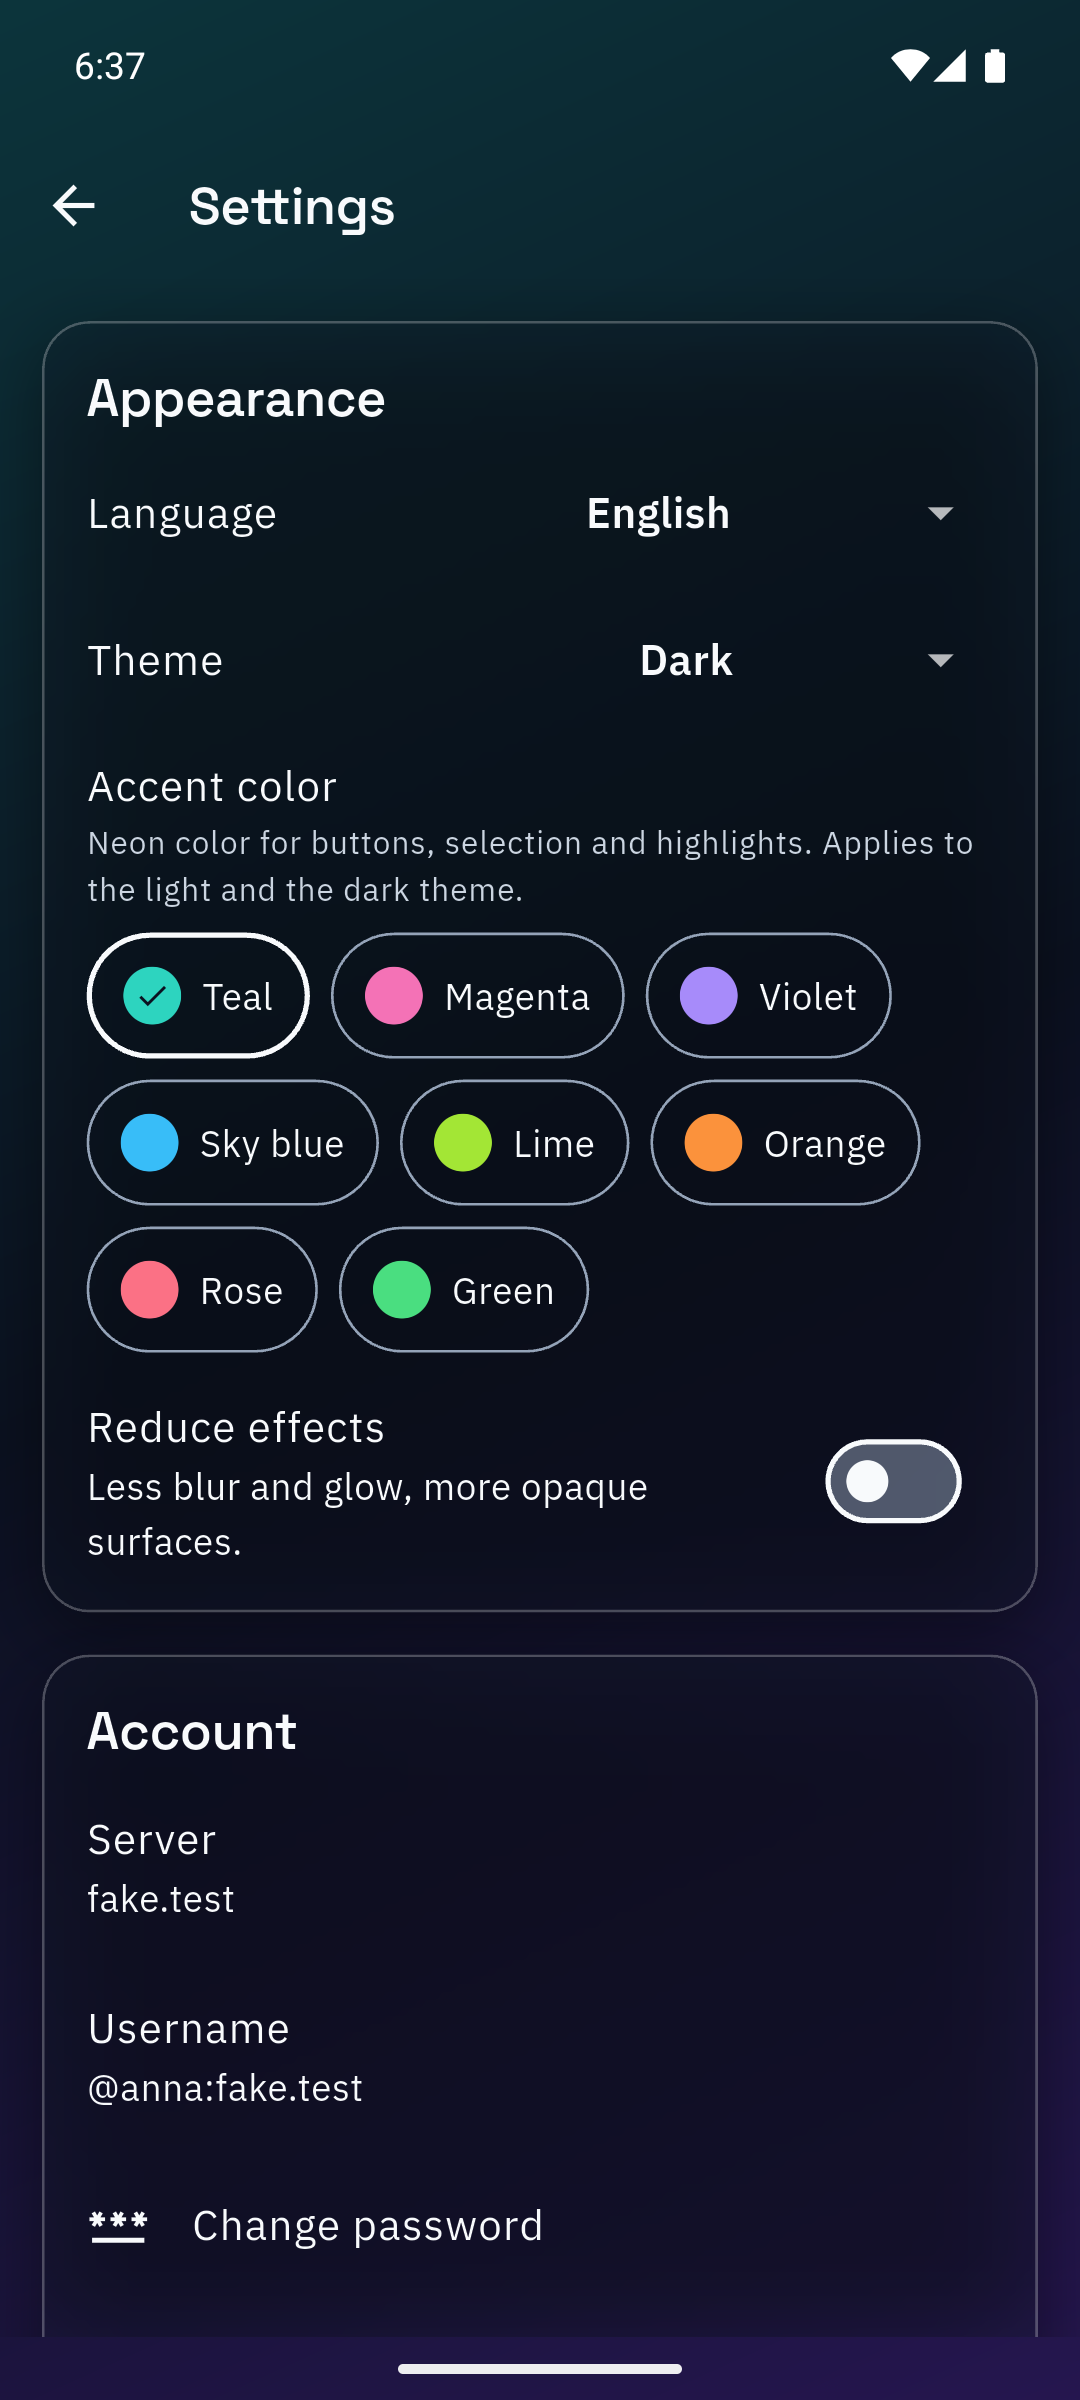 6:37
Settings
Appearance
Language English
Theme Dark
Accent color
Neon color for buttons, selection and highlights. Applies to
the light and the dark theme.
Teal Magenta Violet
Sky blue Lime Orange
Rose Green
Reduce effects
Less blur and glow, more opaque
surfaces.
Account
Server
fake.test
Username
@anna:fake.test
Change password